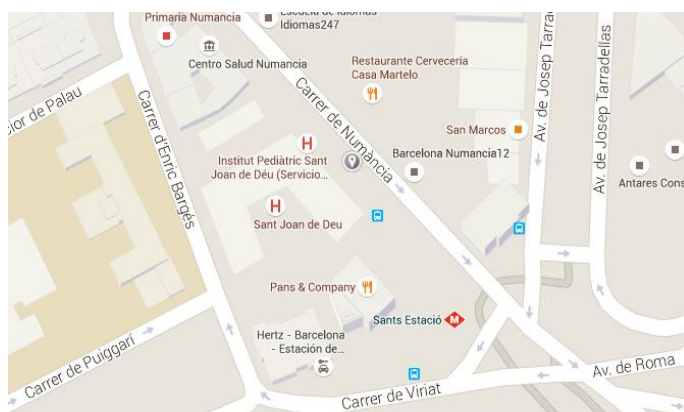 Escuela de Idiomas
Idiomas247
Primaria Numancia
Centro Salud Numancia
Restaurante Cervecería
Casa Martelo
Av. de Josep Tarradellas
cior de Palau
Carrer d'Enric Bargés
Carrer de Numància
San Marcos
Av. de Josep Tarradellas
Institut Pediàtric Sant
Joan de Déu (Servicio...
Barcelona Numancia12
Antares Cons
H
H
Sant Joan de Deu
Pans & Company
Sants Estació
M
Hertz - Barcelona
- Estación de...
Carrer de Puiggarí
Carrer de Viriat
Av. de Roma